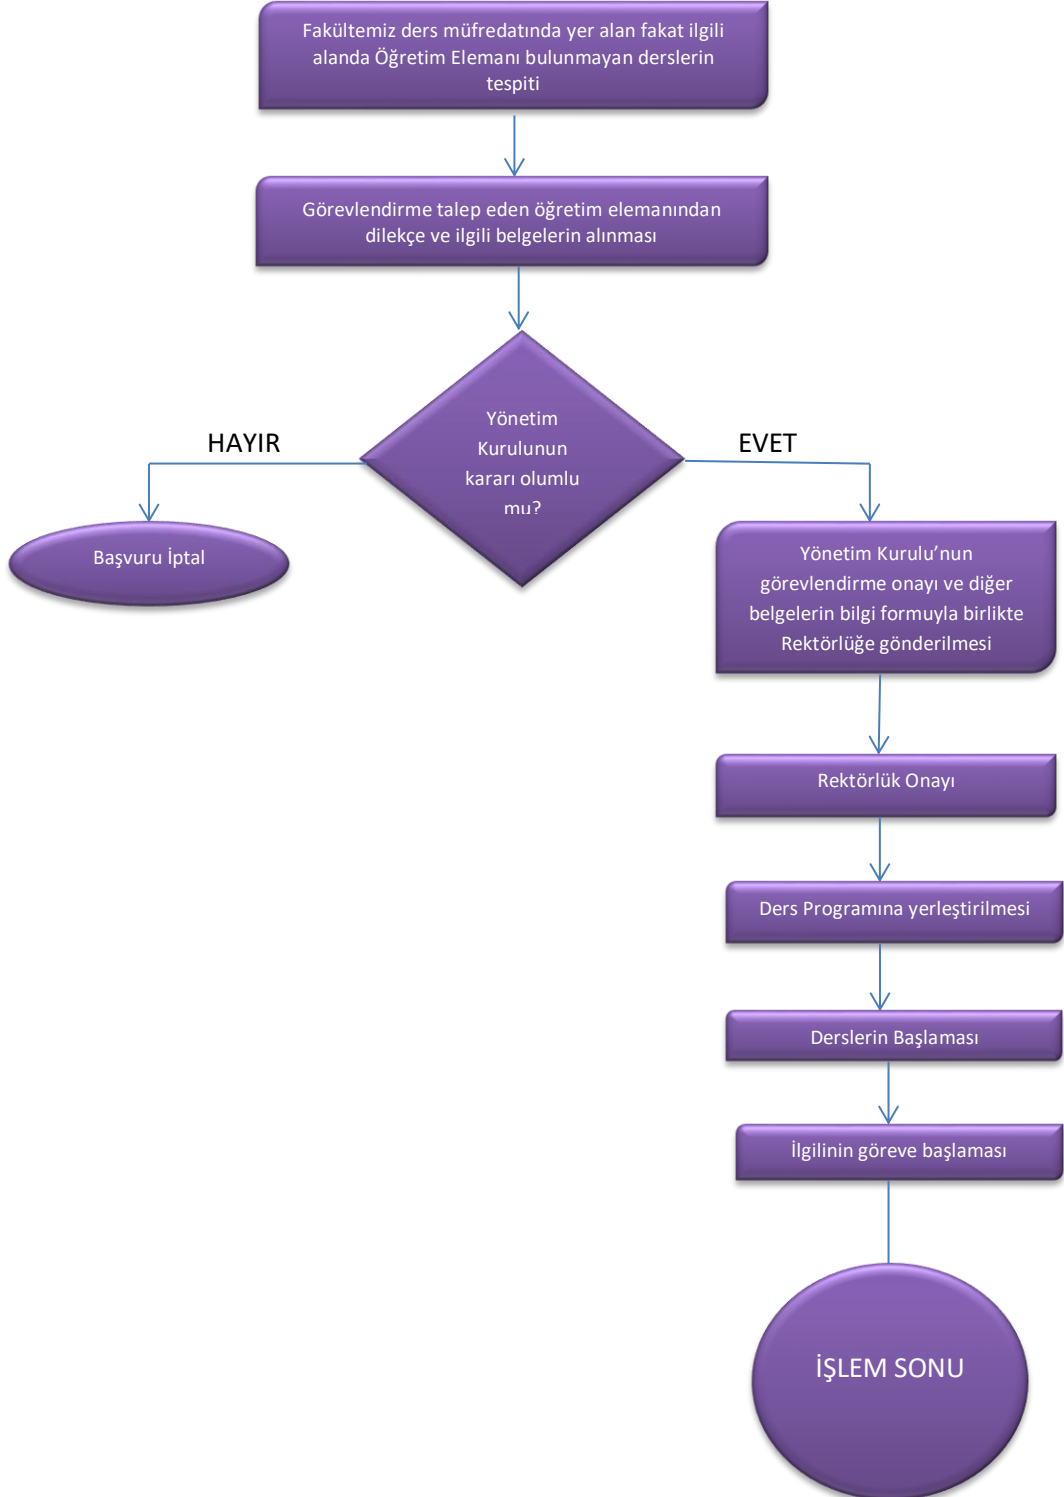 Fakültemiz ders müfredatında yer alan fakat ilgili
alanda Öğretim Elemanı bulunmayan derslerin
tespiti
Görevlendirme talep eden öğretim elemanından
dilekçe ve ilgili belgelerin alınması
Yönetim
Kurulunun
kararı olumlu
mu?
HAYIR
EVET
Başvuru İptal
Yönetim Kurulu’nun
görevlendirme onayı ve diğer
belgelerin bilgi formuyla birlikte
Rektörlüğe gönderilmesi
Rektörlük Onayı
Ders Programına yerleştirilmesi
Derslerin Başlaması
İlgilinin göreve başlaması
İŞLEM SONU